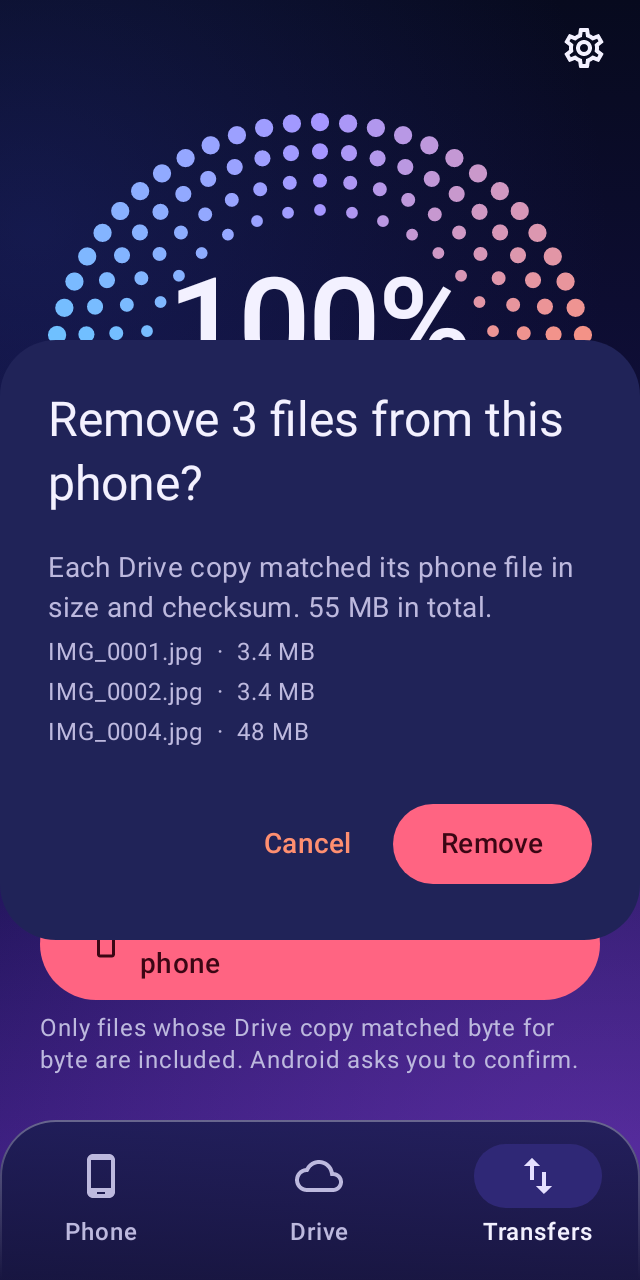 100%
Remove 3 files from this
phone?
Each Drive copy matched its phone file in
size and checksum. 55 MB in total.
IMG_0001.jpg · 3.4 MB
IMG_0002.jpg · 3.4 MB
IMG_0004.jpg · 48 MB
Cancel Remove
phone
Only files whose Drive copy matched byte for
byte are included. Android asks you to confirm.
Phone Drive Transfers